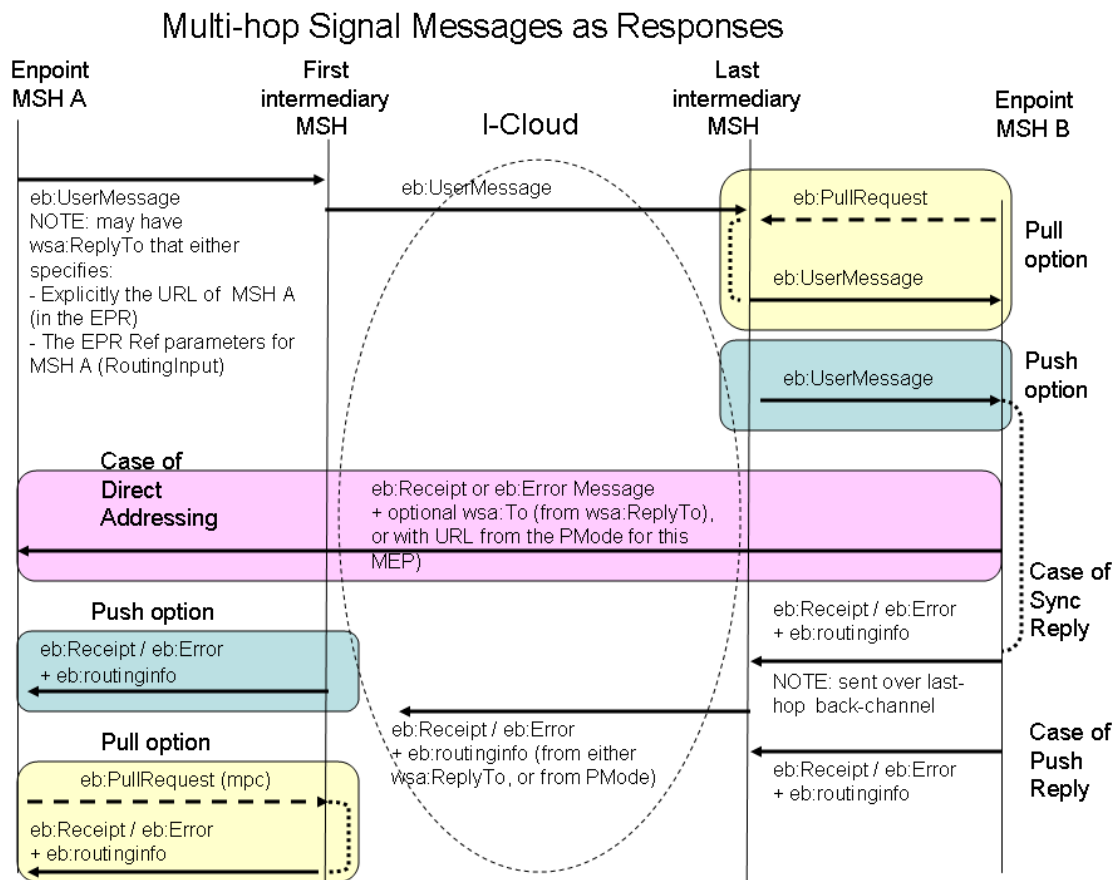 Multi-hop Signal Messages as Responses
Enpoint
MSH A
First
intermediary
MSH
I-Cloud
Last
intermediary
MSH
Enpoint
MSH B
eb:UserMessage
NOTE: may have
wsa:ReplyTo that either
specifies:
- Explicitly the URL of MSH A
(in the EPR)
- The EPR Ref parameters for
MSH A (RoutingInput)
eb:UserMessage
eb:PullRequest
eb:UserMessage
Pull
option
eb:UserMessage
Push
option
Case of
Direct
Addressing
eb:Receipt or eb:Error Message
+ optional wsa:To (from wsa:ReplyTo),
or with URL from the PMode for this
MEP)
Case of
Sync
Reply
eb:Receipt / eb:Error
+ eb:routinginfo
NOTE: sent over last-
hop back-channel
Push option
eb:Receipt / eb:Error
+ eb:routinginfo
eb:Receipt / eb:Error
+ eb:routinginfo (from either
wsa:ReplyTo, or from PMode)
Case of
Push
Reply
eb:Receipt / eb:Error
+ eb:routinginfo
Pull option
eb:PullRequest (mpc)
eb:Receipt / eb:Error
+ eb:routinginfo